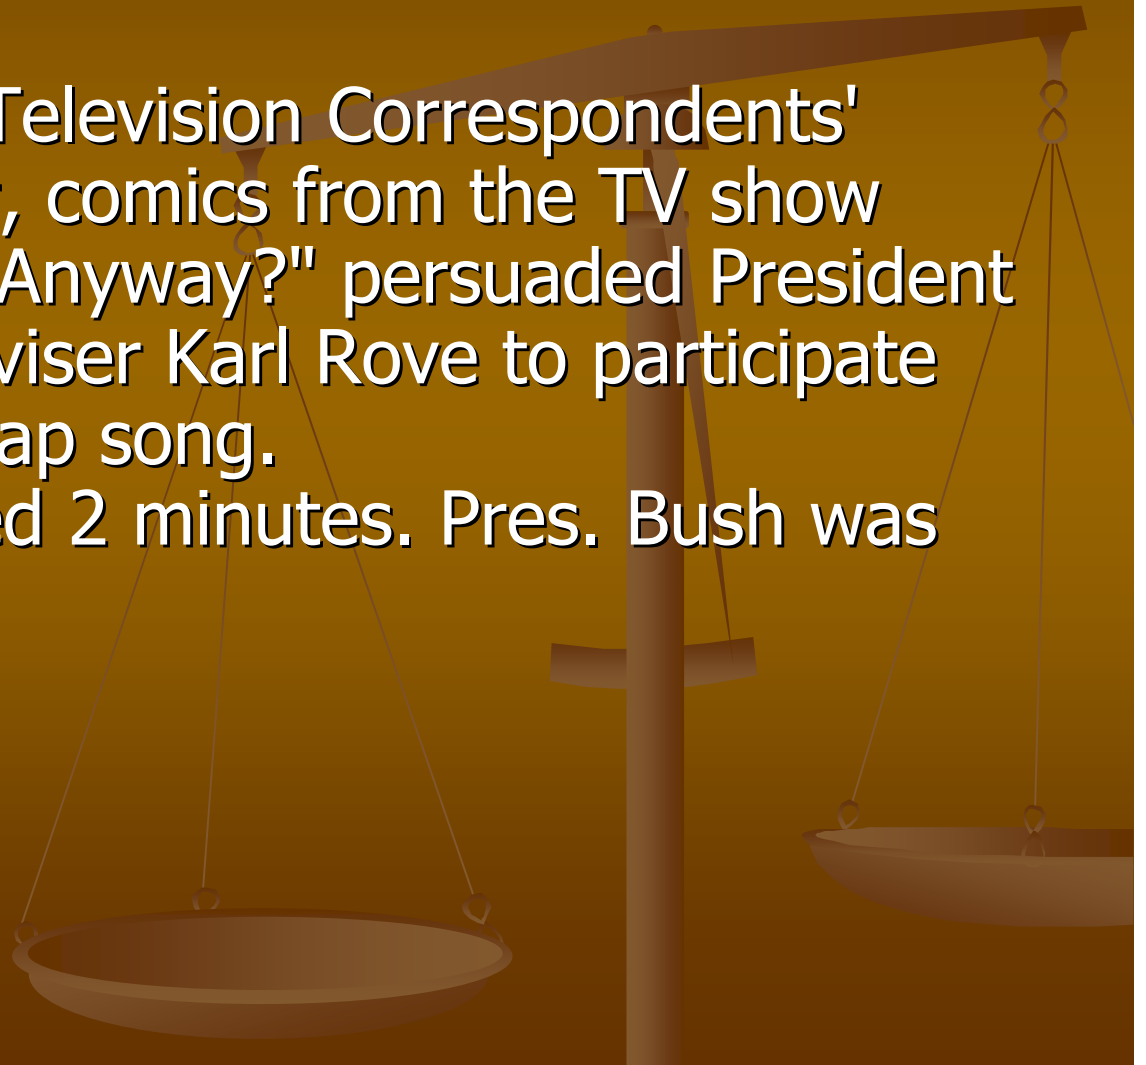 Television Correspondents'
, comics from the TV show
Anyway?" persuaded President
viser Karl Rove to participate
ap song.
ed 2 minutes. Pres. Bush was